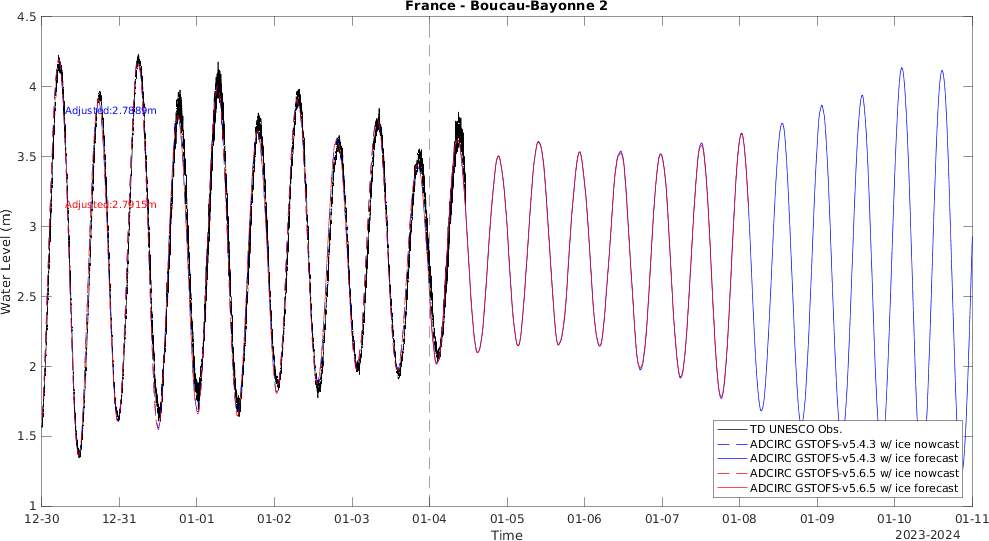 France - Boucau-Bayonne 2
4.5
4
3.5
3
2.5
2
1.5
1
Water Level (m)
Adjusted:2.7889m
Adjusted:2.7915m
TD UNESCO Obs.
ADCIRC GSTOFS-v5.4.3 w/ ice nowcast
ADCIRC GSTOFS-v5.4.3 w/ ice forecast
ADCIRC GSTOFS-v5.6.5 w/ ice nowcast
ADCIRC GSTOFS-v5.6.5 w/ ice forecast
12-30 12-31 01-01 01-02 01-03 01-04 01-05 01-06 01-07 01-08 01-09 01-10 01-11
Time
2023-2024